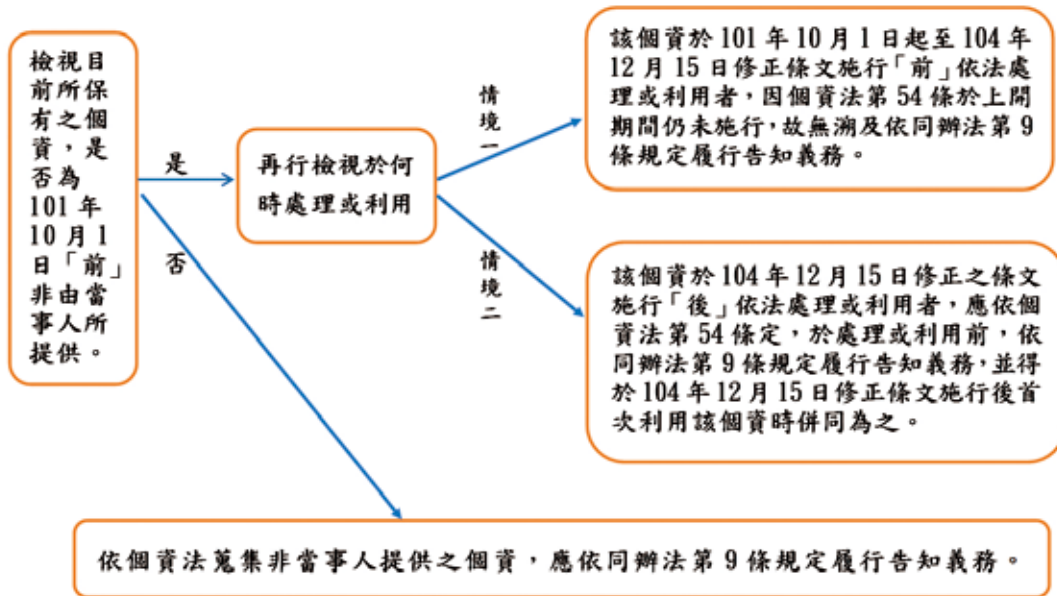 檢視目
前所保
有之個
資，是
否為
101 年
10 月 1
日「前」
非由當
事人所
提供。
是
否
再行檢視於何
時處理或利用
情境一
該個資於 101 年 10 月 1 日起至 104 年
12 月 15 日修正條文施行「前」依法處
理或利用者，因個資法第 54 條於上開
期間仍未施行，故無溯及依同辦法第 9
條規定履行告知義務。
情境二
該個資於 104 年 12 月 15 日修正之條文
施行「後」依法處理或利用者，應依個
資法第 54 條定，於處理或利用前，依
同辦法第 9 條規定履行告知義務，並得
於 104 年 12 月 15 日修正條文施行後首
次利用該個資時併同為之。
依個資法蒐集非當事人提供之個資，應依同辦法第 9 條規定履行告知義務。